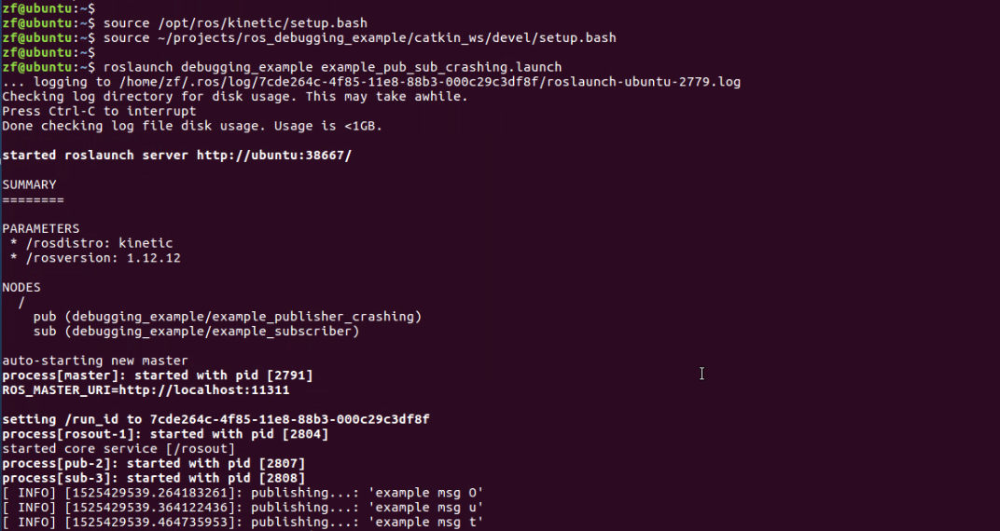 zf@ubuntu:~$
zf@ubuntu:~$ source /opt/ros/kinetic/setup.bash
zf@ubuntu:~$ source ~/projects/ros_debugging_example/catkin_ws/devel/setup.bash
zf@ubuntu:~$
zf@ubuntu:~$ roslaunch debugging_example example_pub_sub_crashing.launch
... logging to /home/zf/.ros/log/7cde264c-4f85-11e8-88b3-000c29c3df8f/roslaunch-ubuntu-2779.log
Checking log directory for disk usage. This may take awhile.
Press Ctrl-C to interrupt
Done checking log file disk usage. Usage is <1GB.
started roslaunch server http://ubuntu:38667/
SUMMARY
========
PARAMETERS
 * /rosdistro: kinetic
 * /rosversion: 1.12.12
NODES
  /
    pub (debugging_example/example_publisher_crashing)
    sub (debugging_example/example_subscriber)
auto-starting new master
process[master]: started with pid [2791]
ROS_MASTER_URI=http://localhost:11311
setting /run_id to 7cde264c-4f85-11e8-88b3-000c29c3df8f
process[rosout-1]: started with pid [2804]
started core service [/rosout]
process[pub-2]: started with pid [2807]
process[sub-3]: started with pid [2808]
[ INFO] [1525429539.264183261]: publishing...: 'example msg O'
[ INFO] [1525429539.364122436]: publishing...: 'example msg u'
[ INFO] [1525429539.464735953]: publishing...: 'example msg t'